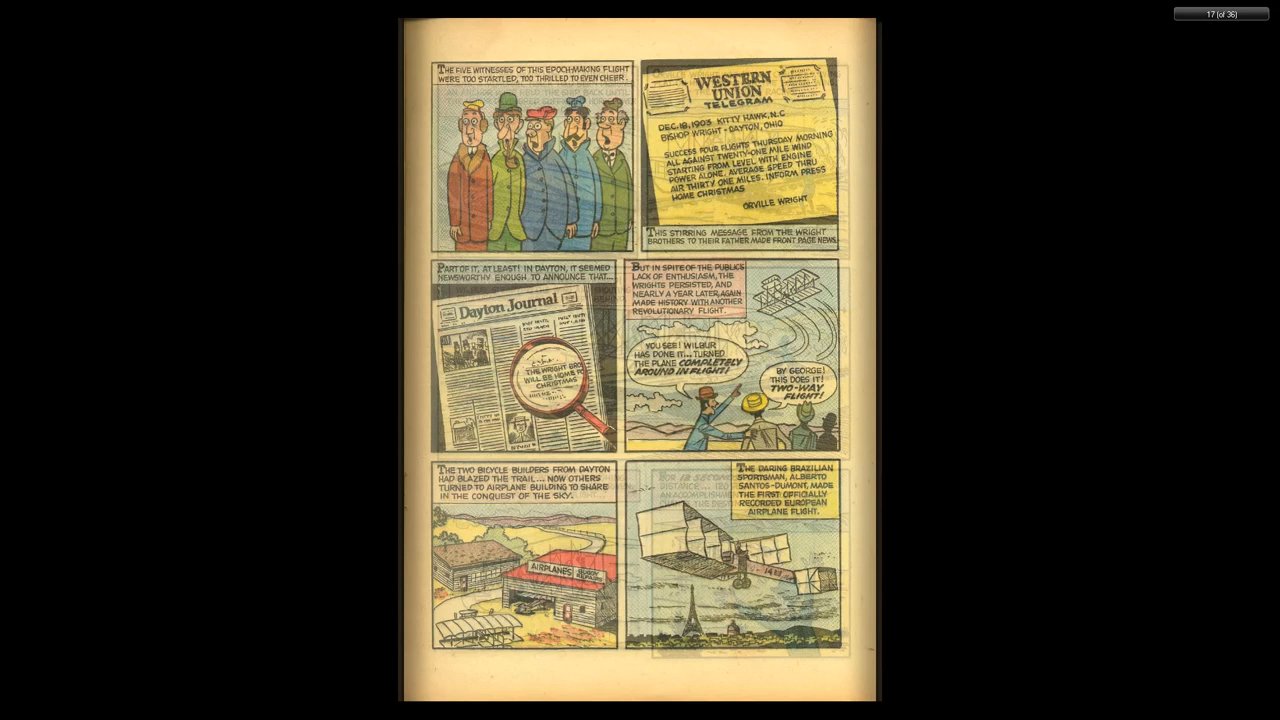 17 (of 36)
THE FIVE WITNESSES OF THIS EPOCH-MAKING FLIGHT
WERE TOO STARTLED, TOO THRILLED TO EVEN CHEER.
WESTERN
UNION
TELEGRAM
DEC. 18, 1903 KITTY HAWK, N.C
BISHOP WRIGHT - DAYTON, OHIO
SUCCESS FOUR FLIGHTS THURSDAY MORNING
ALL AGAINST TWENTY-ONE MILE WIND
STARTING FROM LEVEL WITH ENGINE
POWER ALONE. AVERAGE SPEED THRU
AIR THIRTY ONE MILES. INFORM PRESS
HOME CHRISTMAS
ORVILLE WRIGHT
THIS STIRRING MESSAGE FROM THE WRIGHT
BROTHERS TO THEIR FATHER MADE FRONT PAGE NEWS.
PART OF IT, AT LEAST! IN DAYTON, IT SEEMED
NEWSWORTHY ENOUGH TO ANNOUNCE THAT...
Dayton Journal
THE WRIGHT BROS
WILL BE HOME FOR
CHRISTMAS
BUT IN SPITE OF THE PUBLIC'S
LACK OF ENTHUSIASM, THE
WRIGHTS PERSISTED, AND
NEARLY A YEAR LATER, AGAIN
MADE HISTORY WITH ANOTHER
REVOLUTIONARY FLIGHT.
YOU SEE! WILBUR
HAS DONE IT... TURNED
THE PLANE COMPLETELY
AROUND IN FLIGHT!
BY GEORGE!
THIS DOES IT!
TWO-WAY
FLIGHT!
THE TWO BICYCLE BUILDERS FROM DAYTON
HAD BLAZED THE TRAIL... NOW OTHERS
TURNED TO AIRPLANE BUILDING TO SHARE
IN THE CONQUEST OF THE SKY.
AIRPLANES
BUGGY
REPAIRS
THE DARING BRAZILIAN
SPORTSMAN, ALBERTO
SANTOS-DUMONT, MADE
THE FIRST OFFICIALLY
RECORDED EUROPEAN
AIRPLANE FLIGHT.